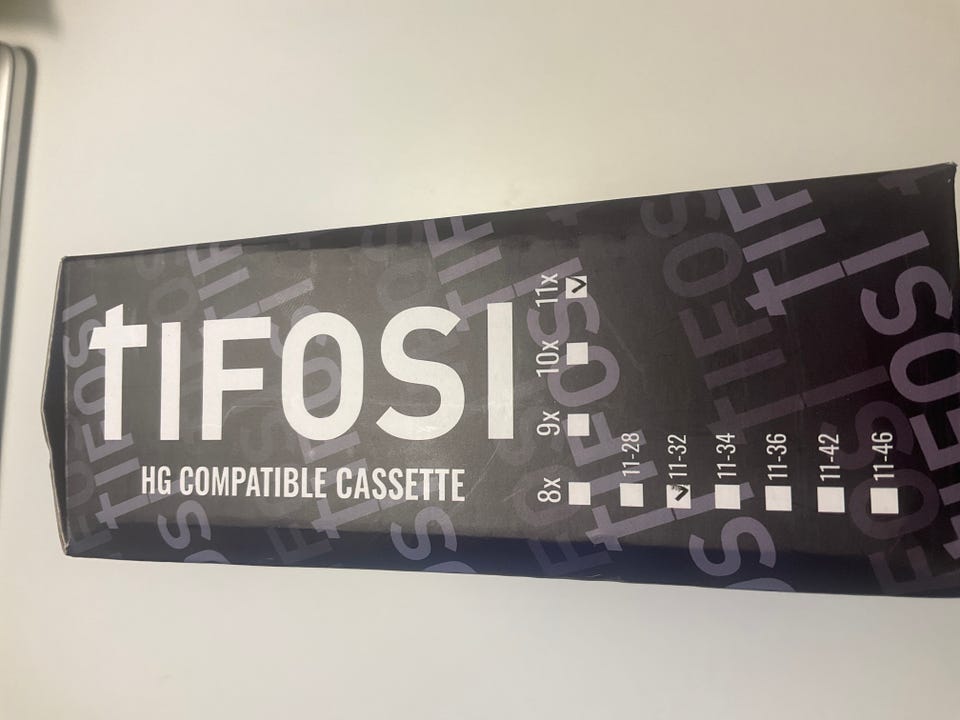 tIFOSI
HG COMPATIBLE CASSETTE
8x 9x 10x 11x
11-28
11-32
11-34
11-36
11-42
11-46